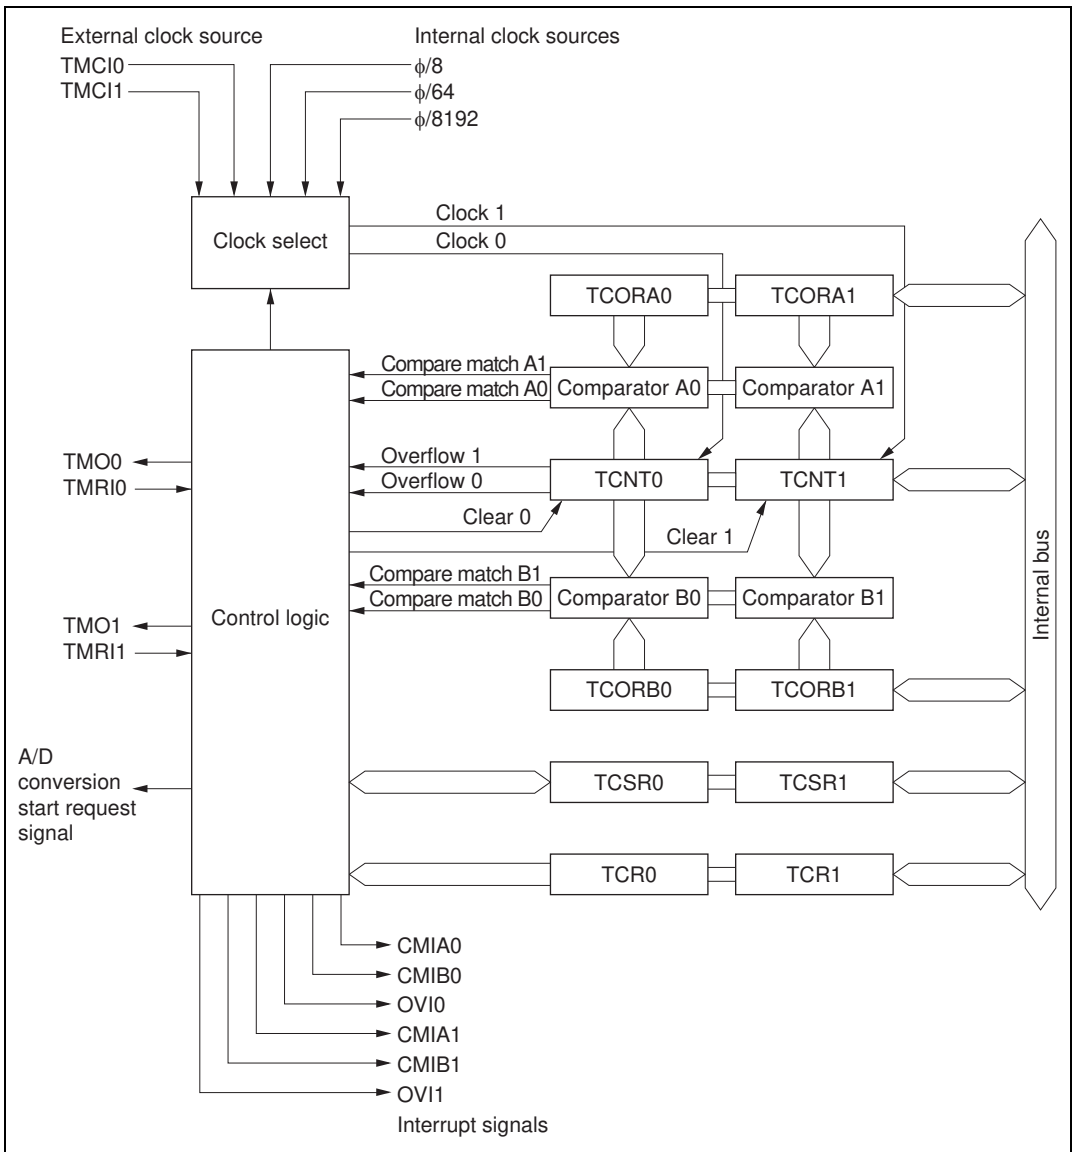 External clock source
Internal clock sources
TMCI0
TMCI1
ϕ/8
ϕ/64
ϕ/8192
Clock select
Clock 1
Clock 0
TCORA0
TCORA1
Compare match A1
Compare match A0
Comparator A0
Comparator A1
TMO0
TMRI0
Overflow 1
Overflow 0
TCNT0
TCNT1
Clear 0
Clear 1
Internal bus
Control logic
Compare match B1
Compare match B0
Comparator B0
Comparator B1
TMO1
TMRI1
TCORB0
TCORB1
A/D
conversion
start request
signal
TCSR0
TCSR1
TCR0
TCR1
CMIA0
CMIB0
OVI0
CMIA1
CMIB1
OVI1
Interrupt signals